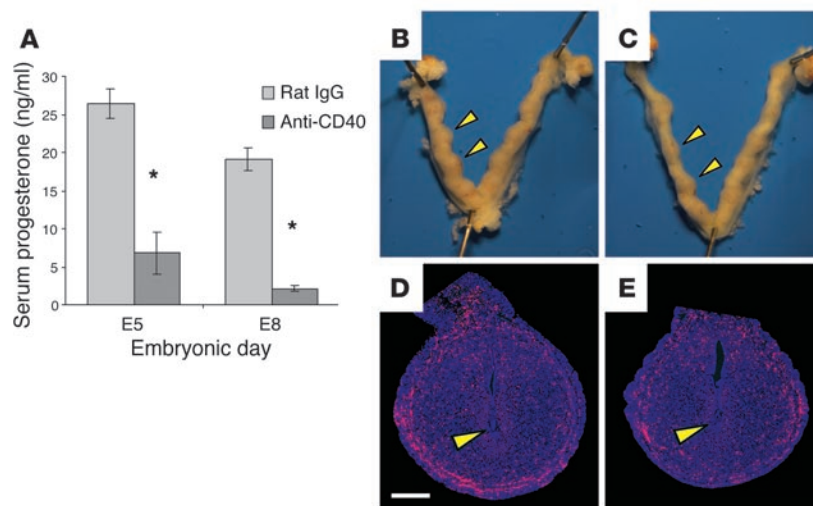 A
Serum progesterone (ng/ml)
30
25
20
15
10
5
0
Rat IgG
Anti-CD40
*
*
E5
E8
Embryonic day
B
C
D
E